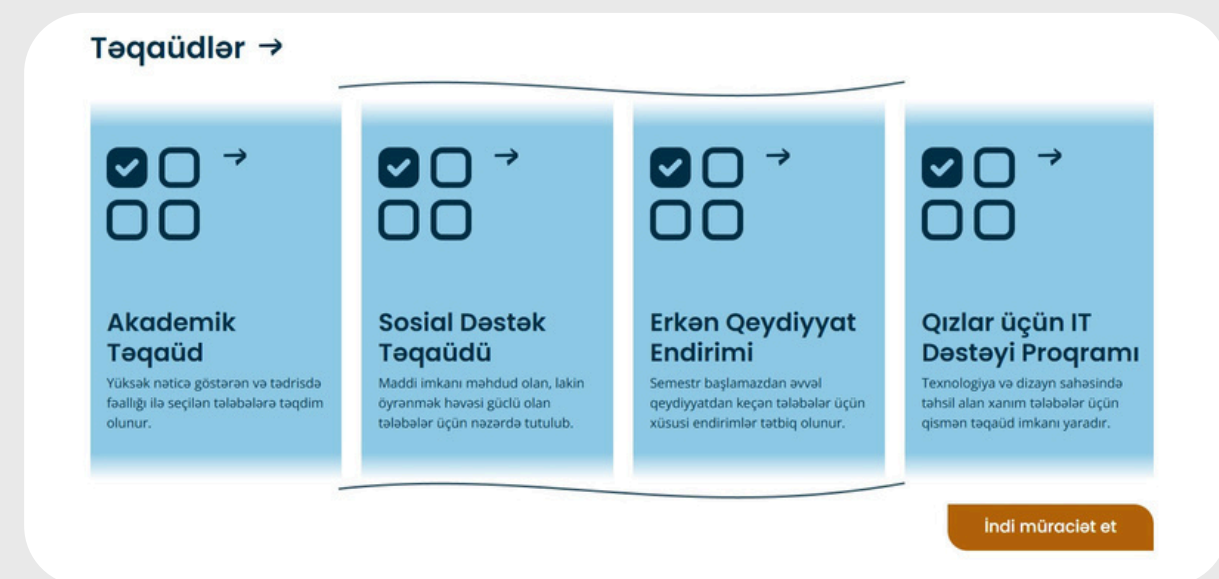 Təqaüdlər →
Akademik
Təqaüd
Yüksək nəticə göstərən və tədrisdə
fəallığı ilə seçilən tələbələrə təqdim
olunur.
Sosial Dəstək
Təqaüdü
Maddi imkanı məhdud olan, lakin
öyrənmək həvəsi güclü olan
tələbələr üçün nəzərdə tutulub.
Erkən Qeydiyyat
Endirimi
Semestr başlamazdan əvvəl
qeydiyyatdan keçən tələbələr üçün
xüsusi endirimlər tətbiq olunur.
Qızlar üçün IT
Dəstəyi Proqramı
Texnologiya və dizayn sahəsində
təhsil alan xanım tələbələr üçün
qismən təqaüd imkanı yaradır.
İndi müraciət et